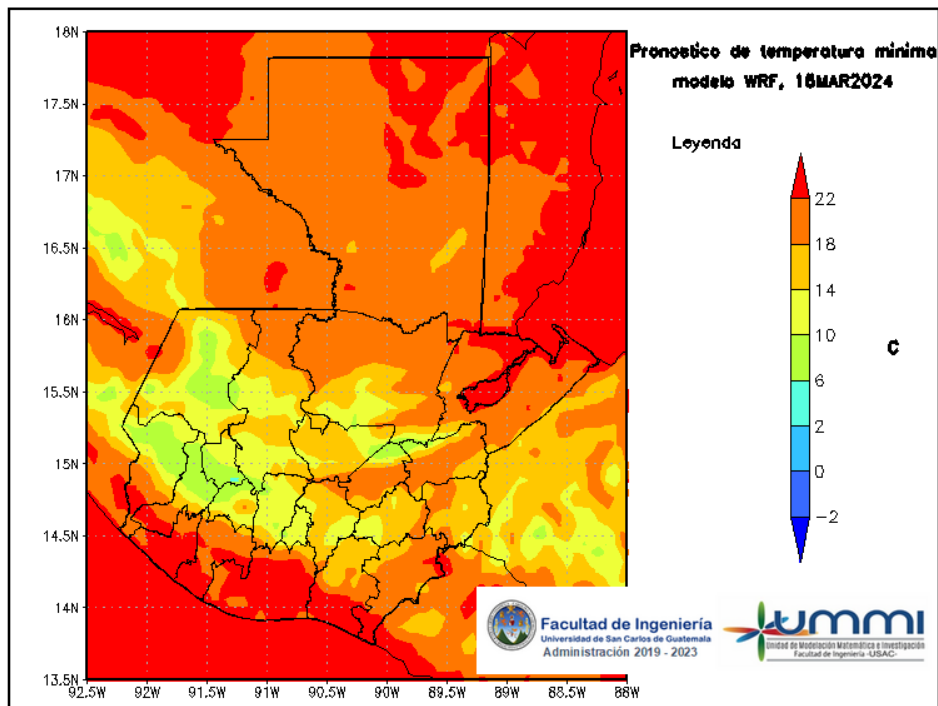 Pronostico de temperatura minima
modelo WRF, 16MAR2024
Leyenda
22
18
14
10
6
2
0
−2
C
18N
17.5N
17N
16.5N
16N
15.5N
15N
14.5N
14N
13.5N
92.5W 92W 91.5W 91W 90.5W 90W 89.5W 89W 88.5W 88W
Facultad de Ingeniería
Universidad de San Carlos de Guatemala
Administración 2019 - 2023
UMMI
Unidad de Modelación Matemática e Investigación
Facultad de Ingeniería -USAC-